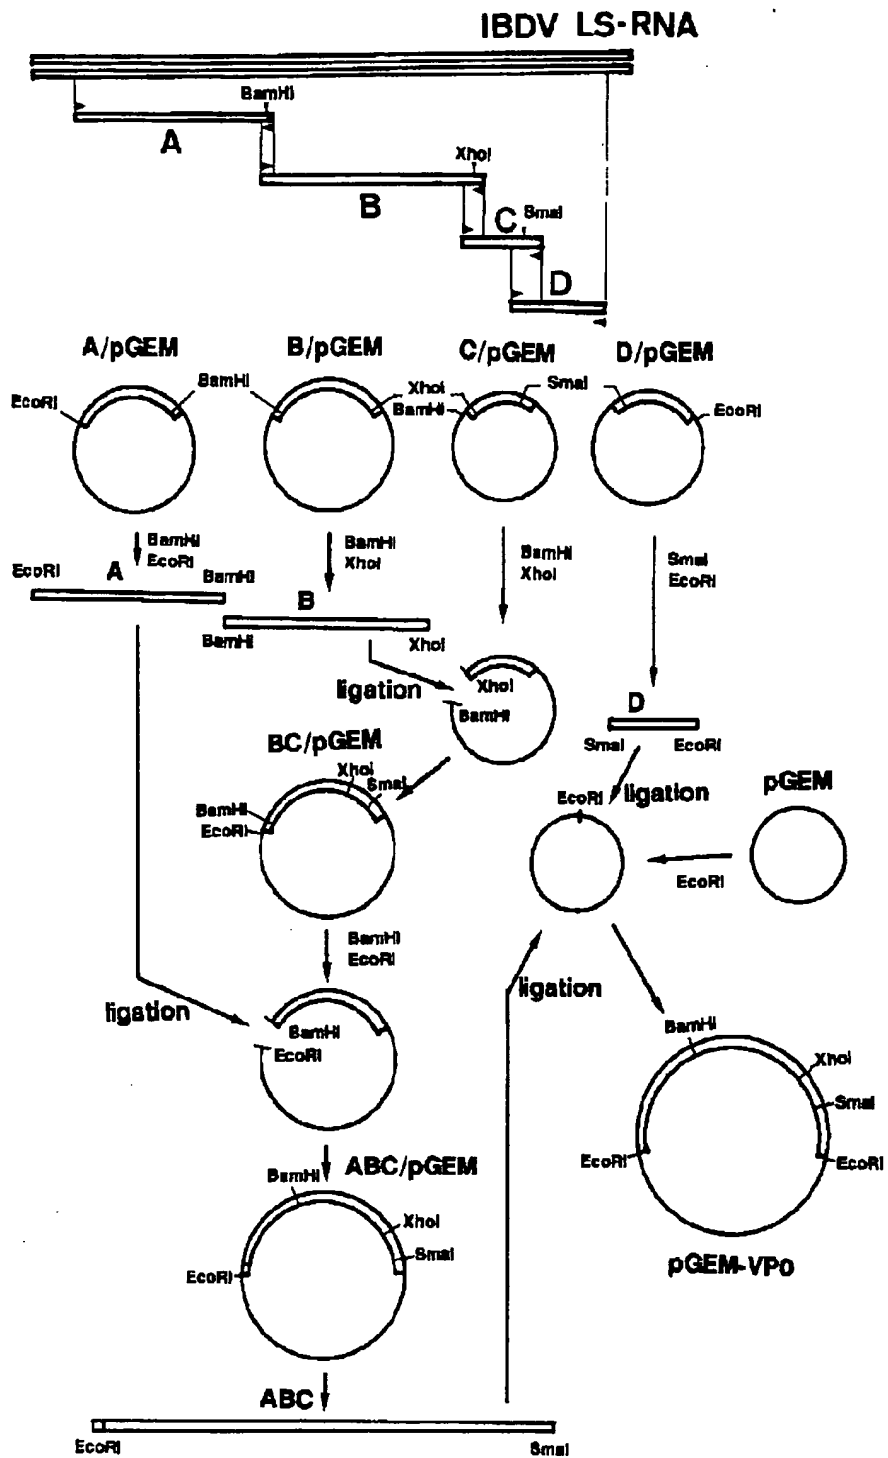 IBDV LS-RNA
BamHI
A
XhoI
B
C
SmaI
D
A/pGEM
B/pGEM
C/pGEM
D/pGEM
EcoRI
BamHI
XhoI
BamHI
SmaI
EcoRI
BamHI
EcoRI
BamHI
XhoI
BamHI
XhoI
SmaI
EcoRI
EcoRI
A
BamHI
B
BamHI
XhoI
ligation
XhoI
BamHI
D
SmaI
EcoRI
BC/pGEM
XhoI
SmaI
BamHI
EcoRI
EcoRI
ligation
pGEM
EcoRI
BamHI
EcoRI
ligation
BamHI
EcoRI
ligation
BamHI
XhoI
SmaI
EcoRI
EcoRI
pGEM-VP0
ABC/pGEM
BamHI
XhoI
SmaI
EcoRI
ABC
EcoRI
SmaI